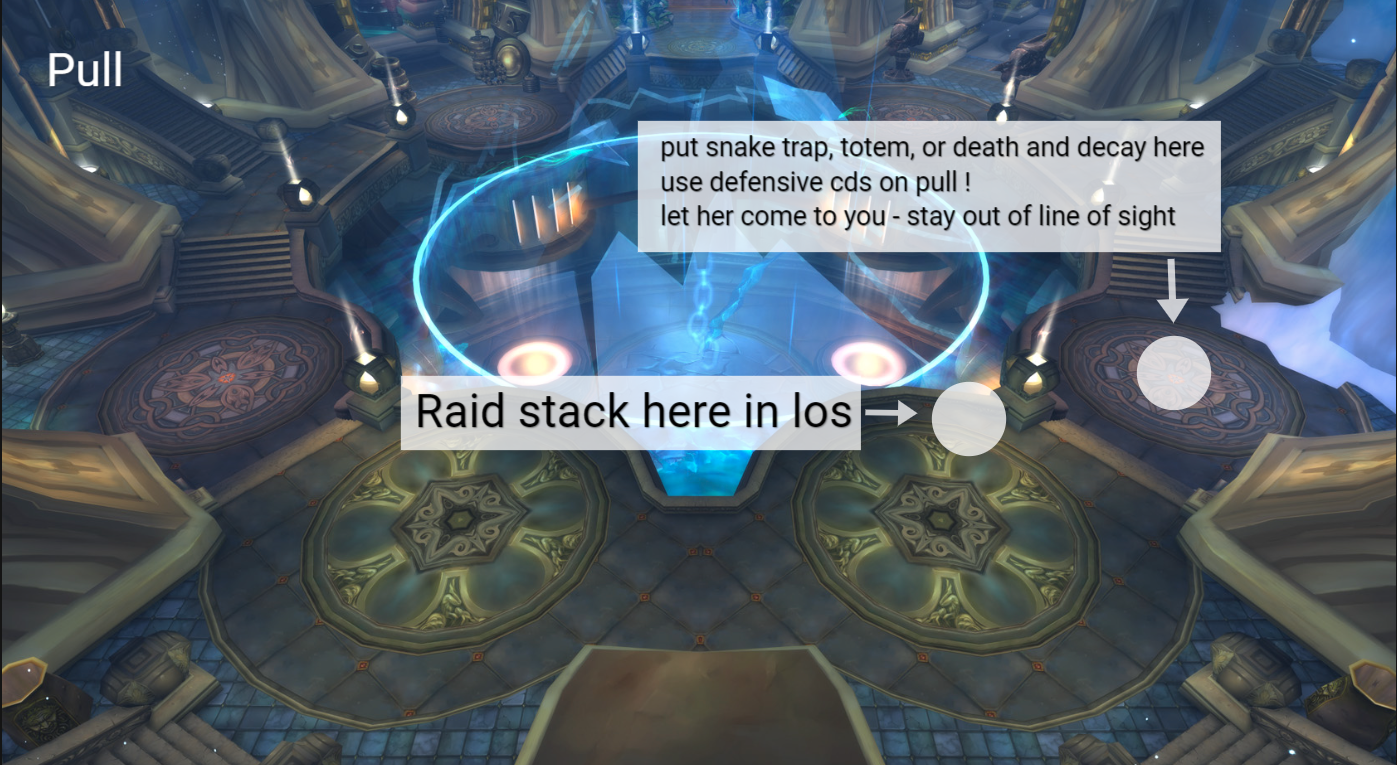 Pull
put snake trap, totem, or death and decay here
use defensive cds on pull !
let her come to you - stay out of line of sight
Raid stack here in los